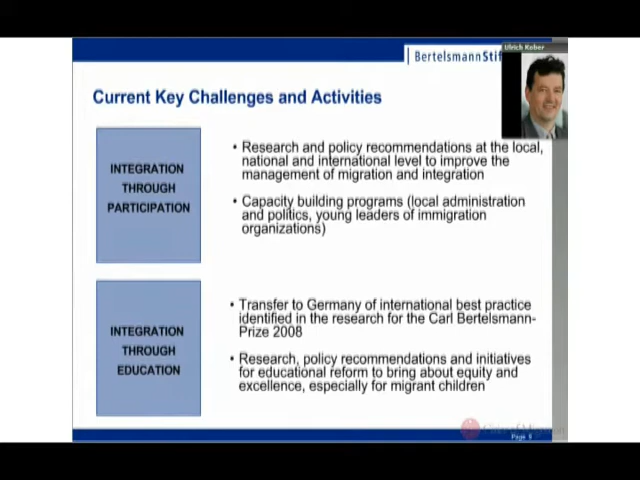 Ulrich Kober
BertelsmannStif
Current Key Challenges and Activities
INTEGRATION
THROUGH
PARTICIPATION
• Research and policy recommendations at the local,
national and international level to improve the
management of migration and integration
• Capacity building programs (local administration
and politics, young leaders of immigration
organizations)
INTEGRATION
THROUGH
EDUCATION
• Transfer to Germany of international best practice
identified in the research for the Carl Bertelsmann-
Prize 2008
• Research, policy recommendations and initiatives
for educational reform to bring about equity and
excellence, especially for migrant children